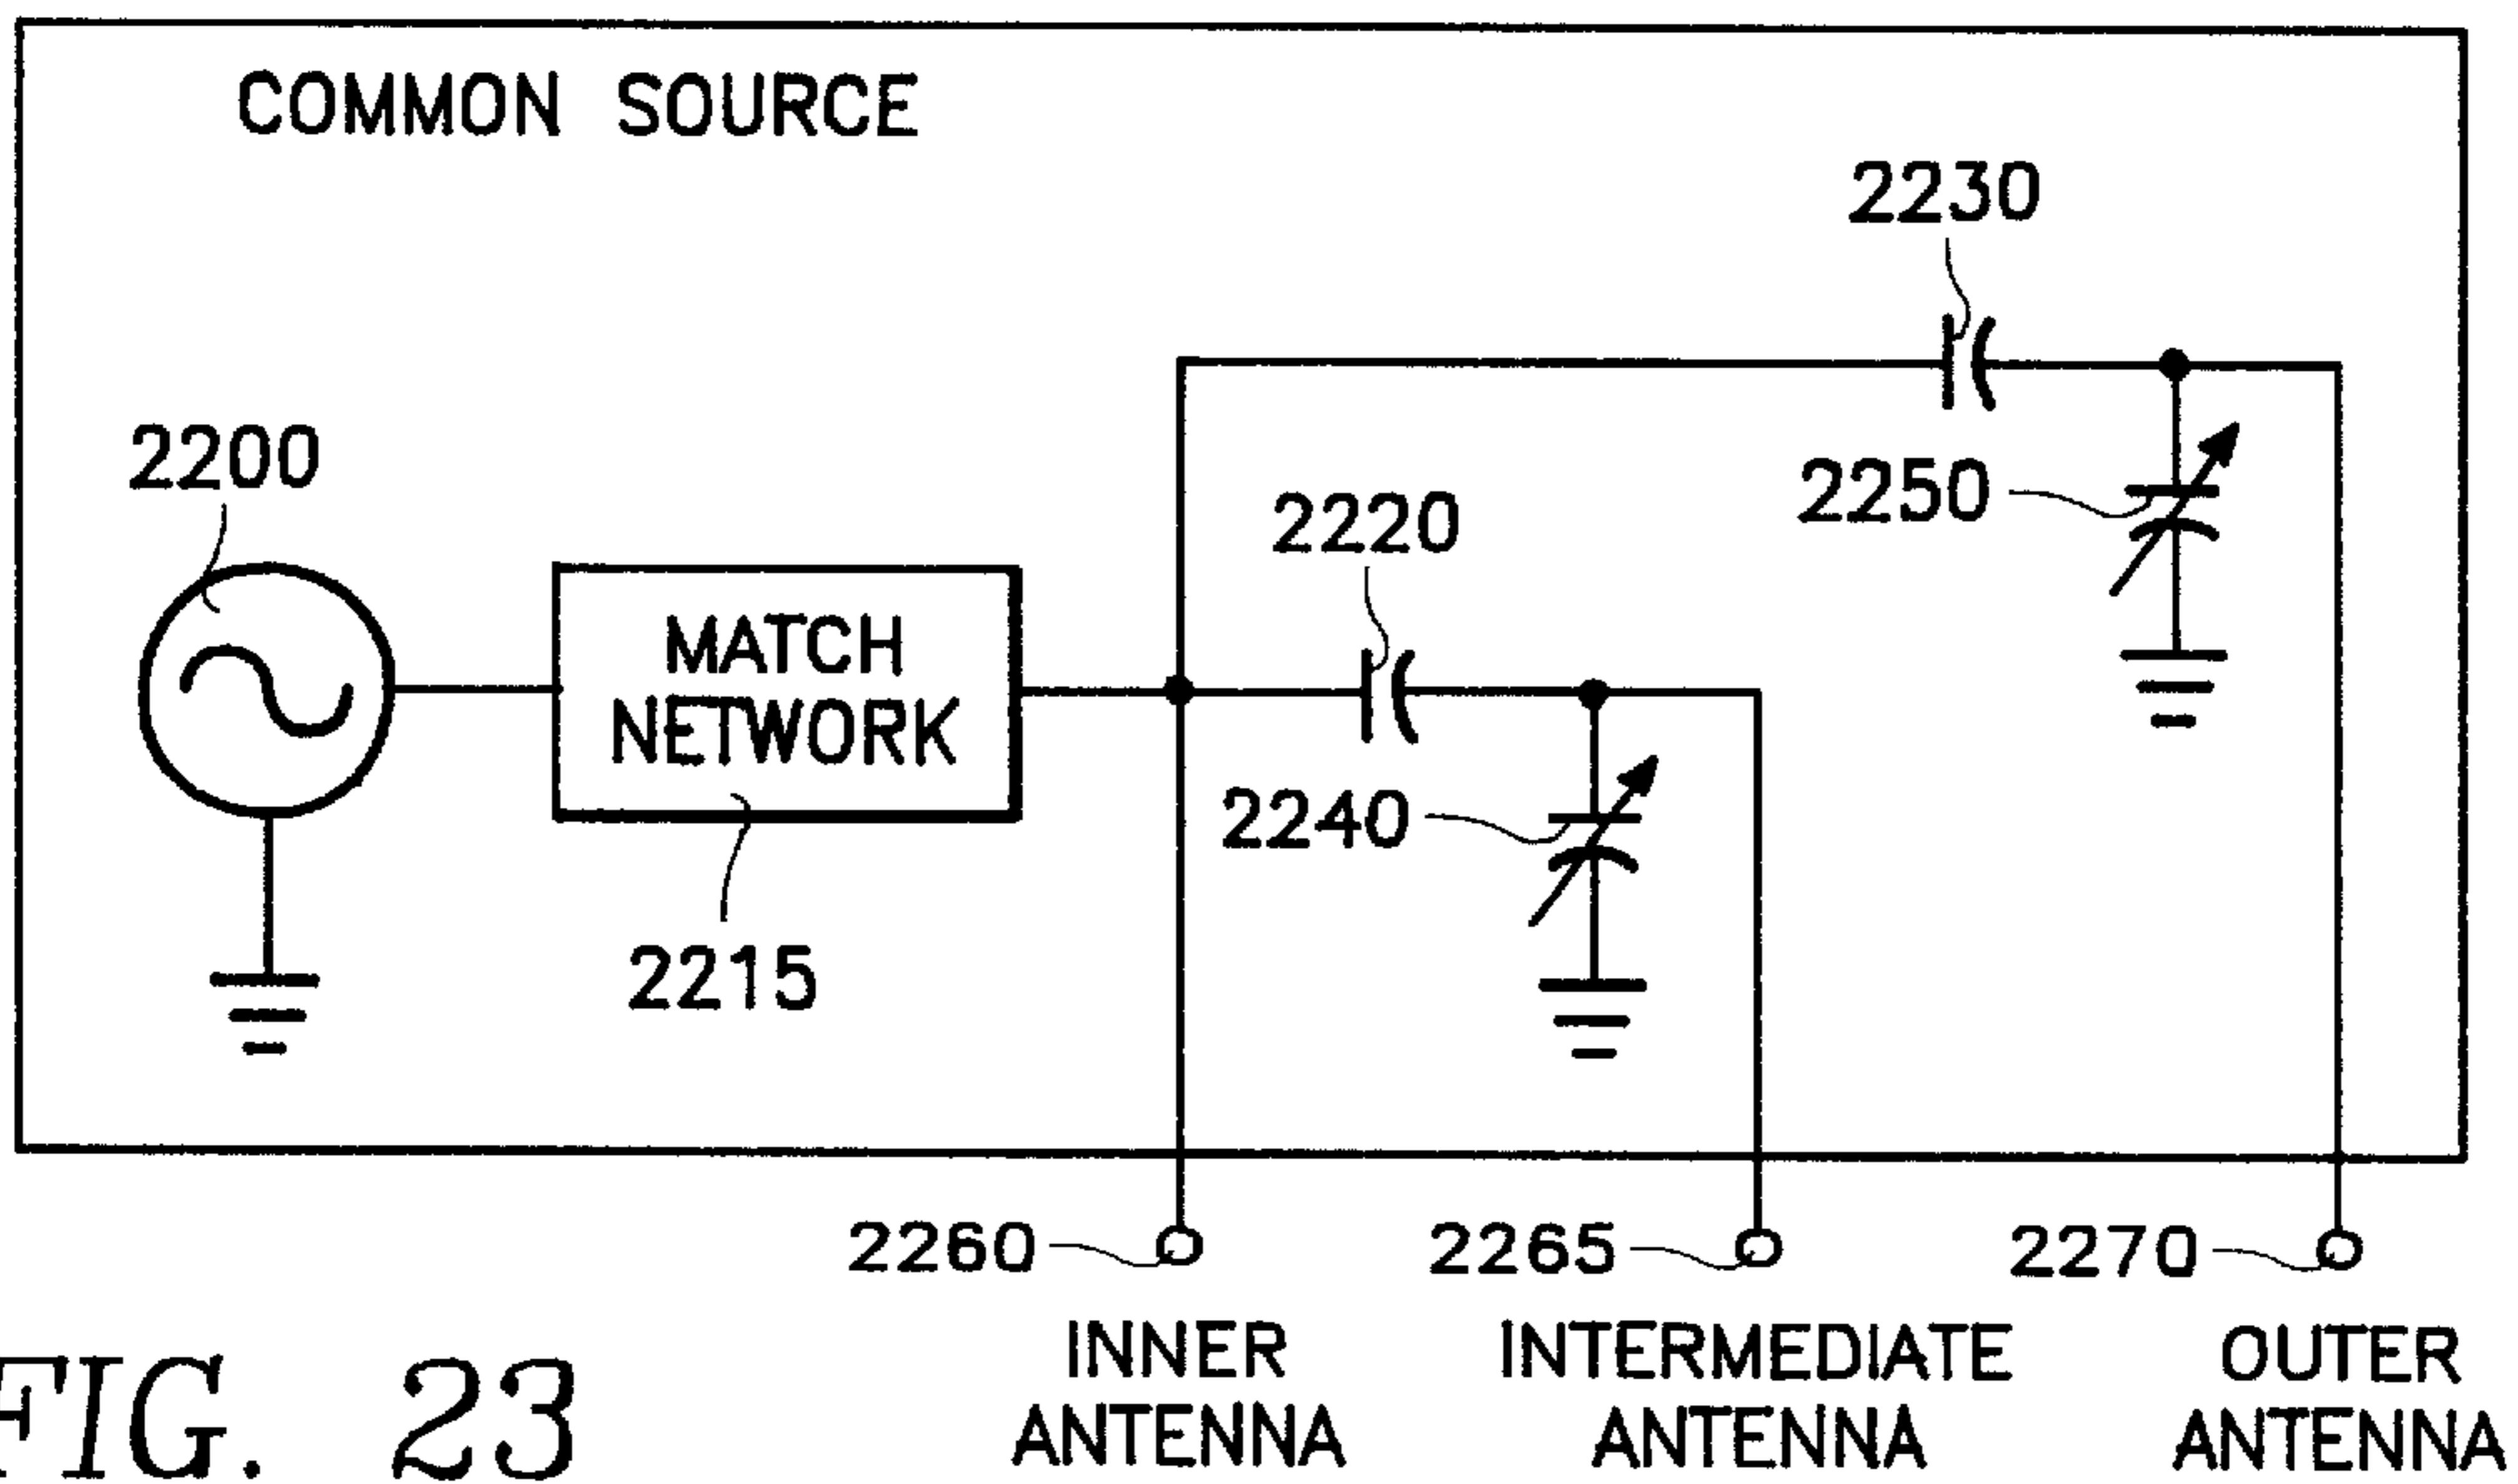 COMMON SOURCE
2230
2200
2250
2220
MATCH
NETWORK
2240
2215
2260
2265
2270
INNER
ANTENNA
INTERMEDIATE
ANTENNA
OUTER
ANTENNA
FIG. 23